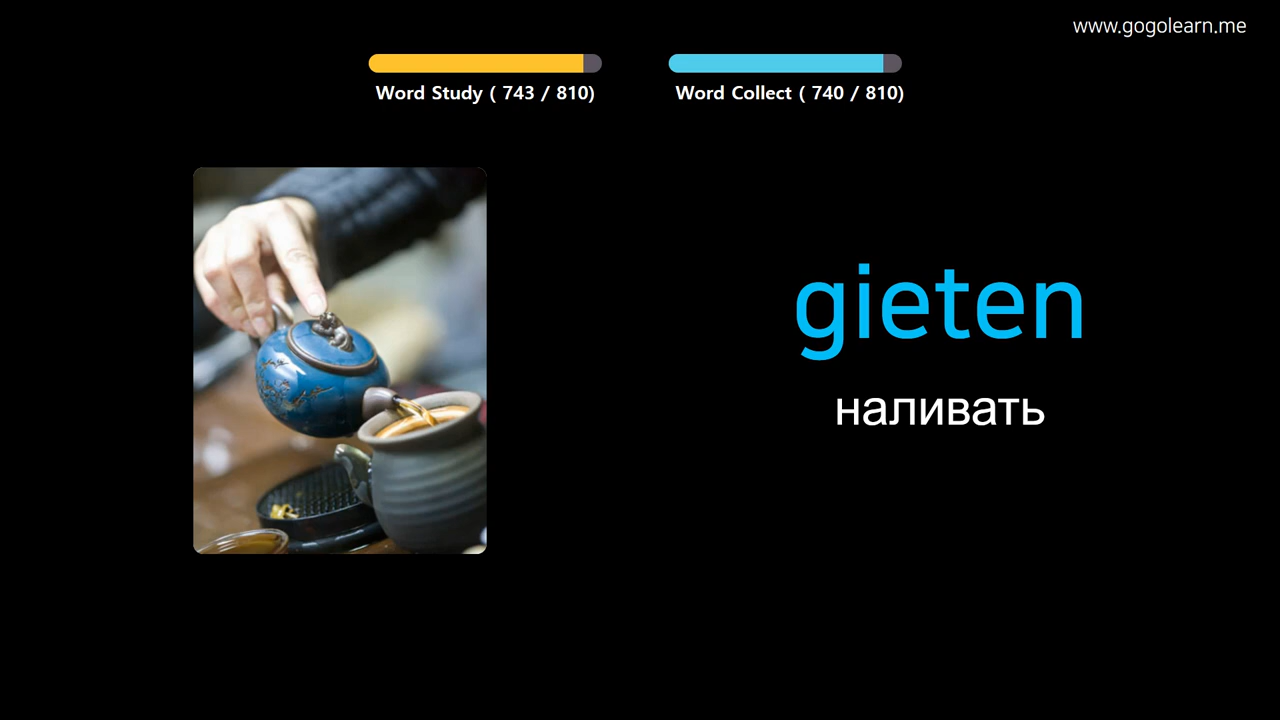 www.gogolearn.me
Word Study ( 743 / 810)
Word Collect ( 740 / 810)
gieten
наливать